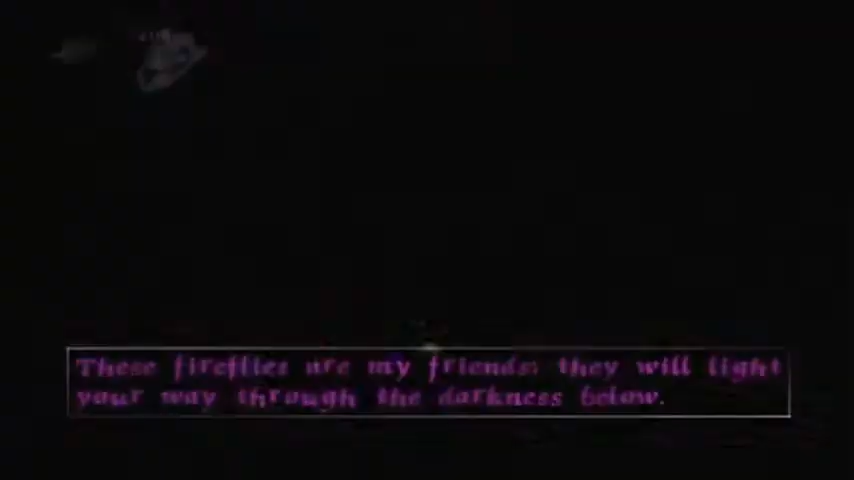 These fireflies are my friends; they will light
your way through the darkness below.